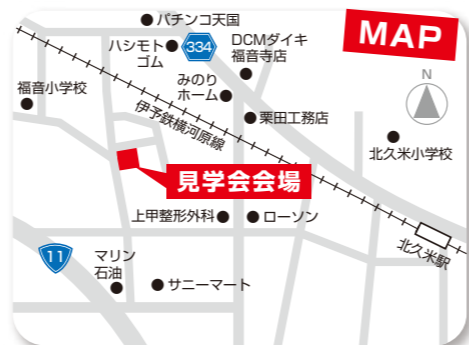 MAP
パチンコ天国
ハシモト
ゴム
334
DCMダイキ
福音寺店
みのり
ホーム
福音小学校
N
栗田工務店
伊予鉄横河原線
北久米小学校
見学会会場
上甲整形外科
ローソン
北久米駅
11
マリン
石油
サニーマート